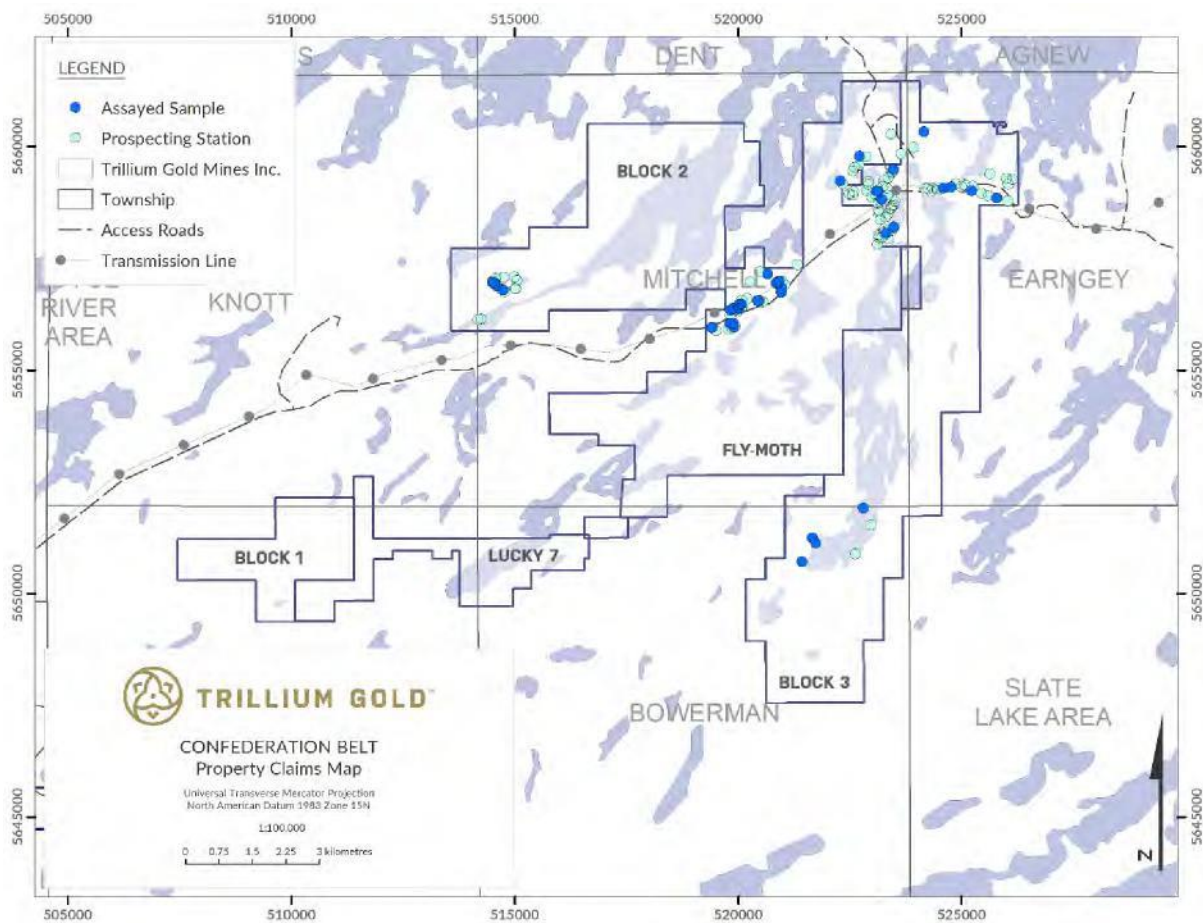 505000 510000 515000 520000 525000
LEGEND
Assayed Sample
Prospecting Station
Trillium Gold Mines Inc.
Township
Access Roads
Transmission Line
S
DENT
AGNEW
5660000
5660000
BLOCK 2
MITCHELL
EARNGEY
RIVER
AREA
KNOTT
5655000
5655000
FLY-MOTH
BLOCK 1
LUCKY 7
5650000
5650000
BLOCK 3
TRILLIUM GOLD™
BOWERMAN
SLATE
LAKE AREA
CONFEDERATION BELT
Property Claims Map
Universal Transverse Mercator Projection
North American Datum 1983 Zone 15N
1:100,000
0 0.75 1.5 2.25 3 kilometres
5645000
5645000
N
505000 510000 515000 520000 525000